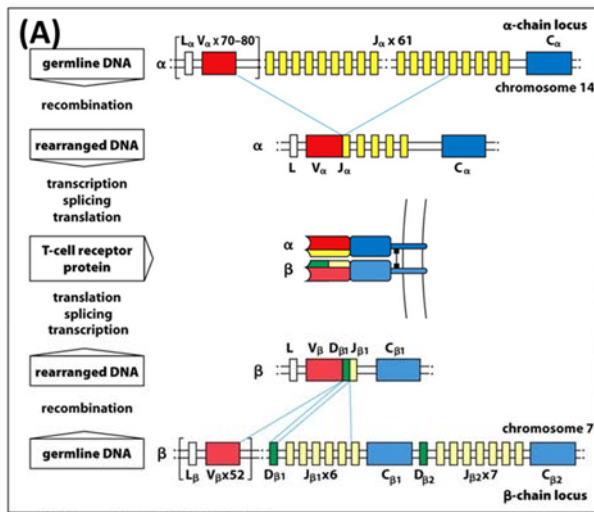 (A)
Lα Vα x 70–80 Jα x 61 α-chain locus
Cα
germline DNA α
chromosome 14
recombination
rearranged DNA α
L Vα Jα Cα
transcription
splicing
translation
T-cell receptor
protein
α
β
translation
splicing
transcription
L Vβ Dβ1 Jβ1 Cβ1
rearranged DNA β
recombination
chromosome 7
germline DNA β
Lβ Vβx52 Dβ1 Jβ1x6 Cβ1 Dβ2 Jβ2x7 Cβ2
β-chain locus